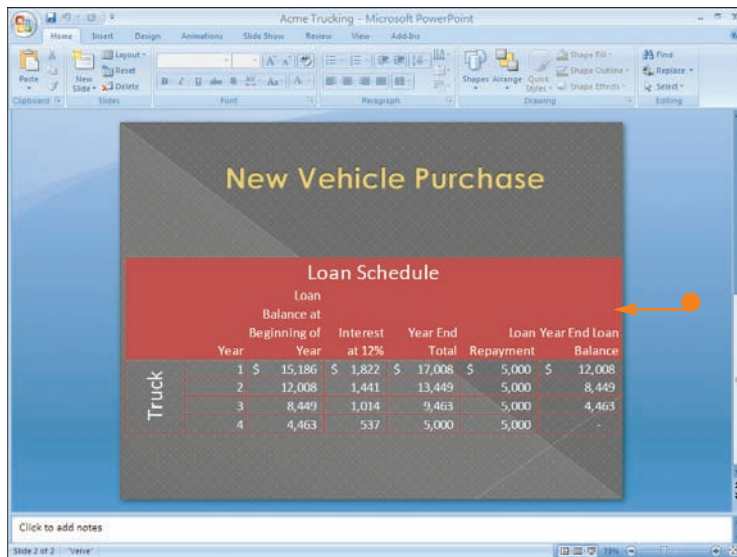 Acme Trucking - Microsoft PowerPoint
Home Insert Design Animations Slide Show Review View Add-Ins
Paste
New Slide
Layout
Reset
Delete
B I U abc S AV Aa A
Shapes Arrange Quick Styles
Shape Fill
Shape Outline
Shape Effects
Find
Replace
Select
Clipboard Slides Font Paragraph Drawing Editing
New Vehicle Purchase
Loan Schedule
Year Loan Balance at Beginning of Year Interest at 12% Year End Total Loan Repayment Year End Loan Balance
Truck
1 $ 15,186 $ 1,822 $ 17,008 $ 5,000 $ 12,008
2 12,008 1,441 13,449 5,000 8,449
3 8,449 1,014 9,463 5,000 4,463
4 4,463 537 5,000 5,000 -
Click to add notes
Slide 2 of 2 "Verve" 73%